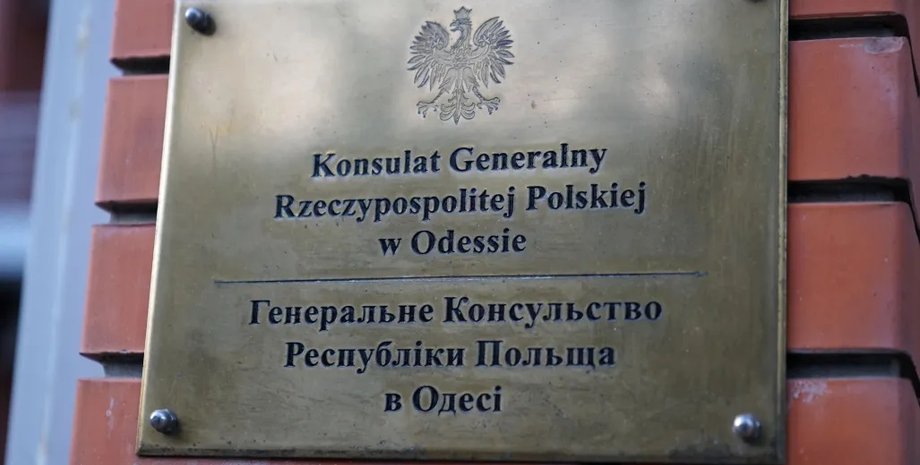 Konsulat Generalny
Rzeczypospolitej Polskiej
w Odessie
Генеральне Консульство
Республіки Польща
в Одесі